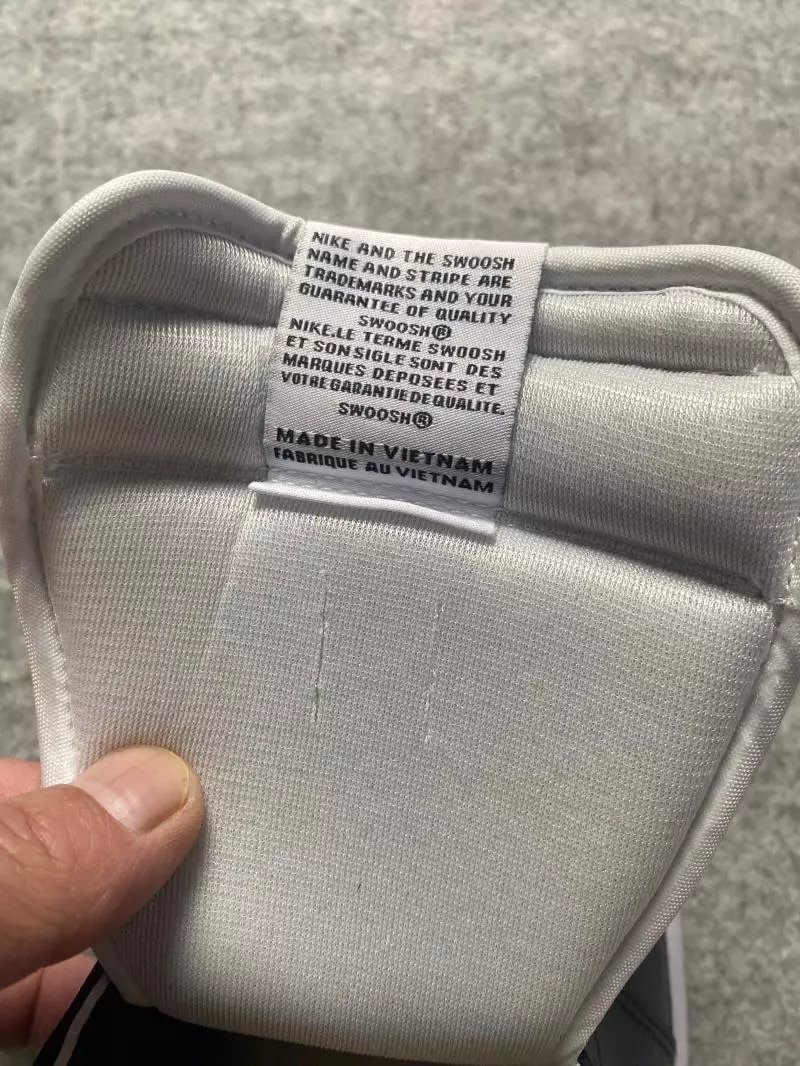 NIKE AND THE SWOOSH
NAME AND STRIPE ARE
TRADEMARKS AND YOUR
GUARANTEE OF QUALITY
SWOOSH®
NIKE.LE TERME SWOOSH
ET SON SIGLE SONT DES
MARQUES DEPOSEES ET
VOTRE GARANTIE DE QUALITE.
SWOOSH®
MADE IN VIETNAM
FABRIQUE AU VIETNAM